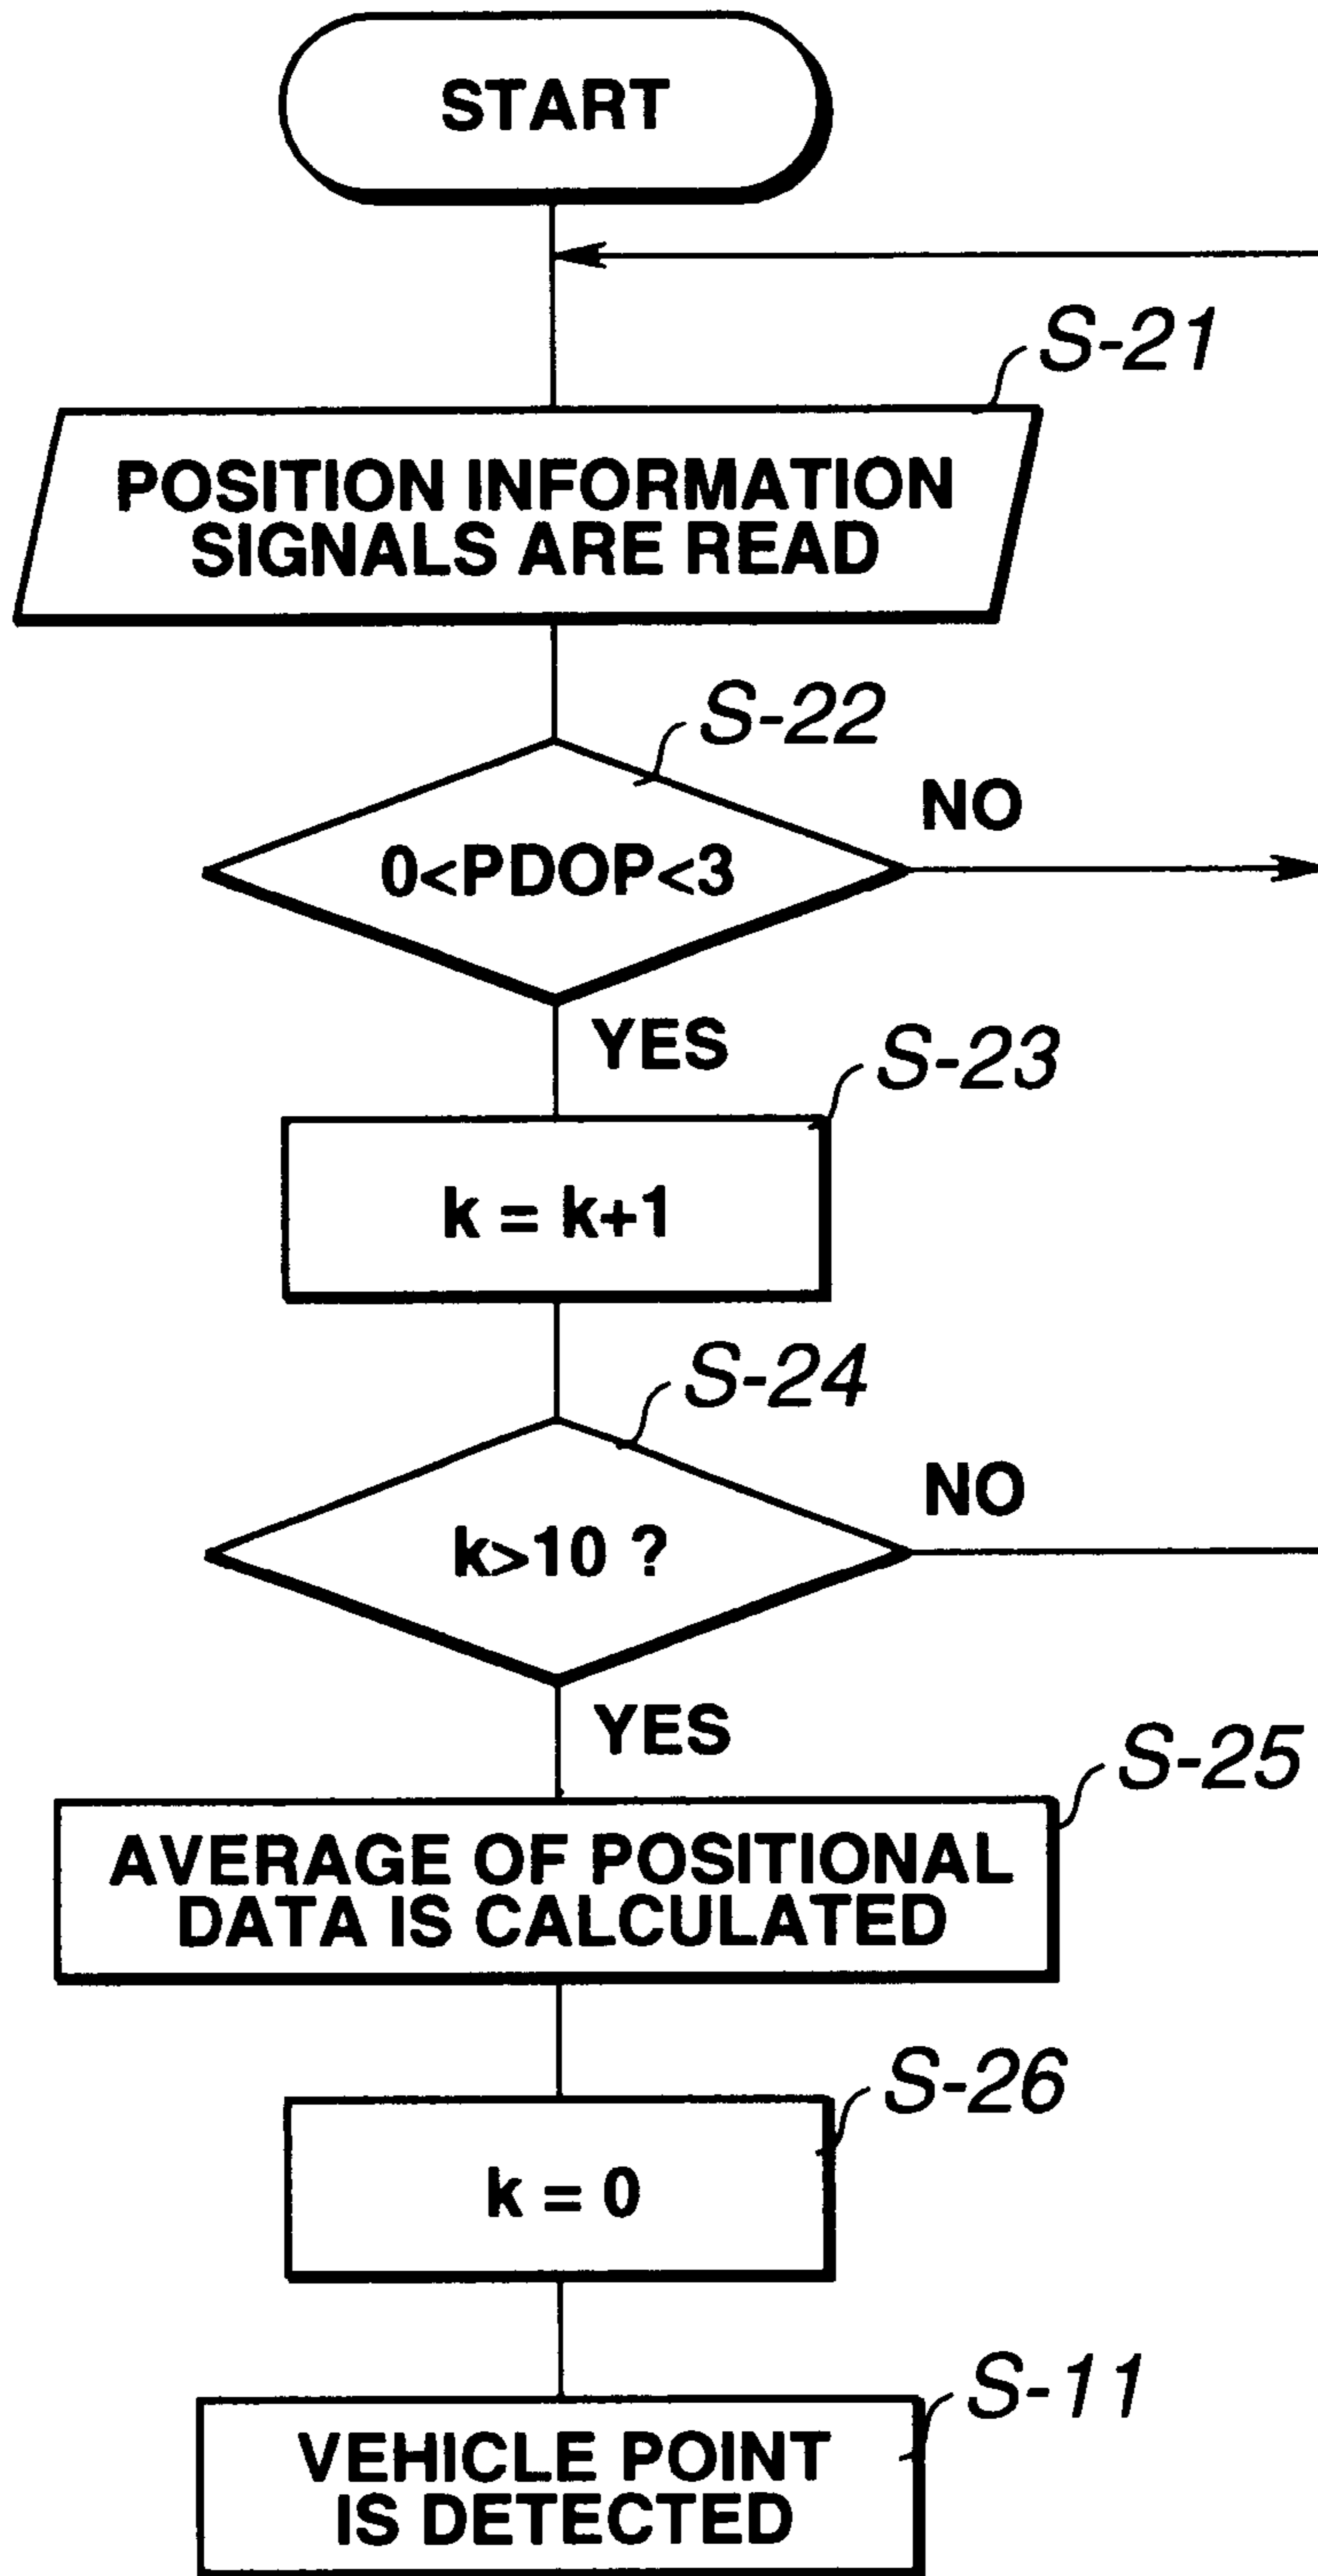 START
S-21
POSITION INFORMATION
SIGNALS ARE READ
S-22
NO
0<PDOP<3
YES
S-23
k = k+1
S-24
NO
k>10 ?
YES
S-25
AVERAGE OF POSITIONAL
DATA IS CALCULATED
S-26
k = 0
S-11
VEHICLE POINT
IS DETECTED